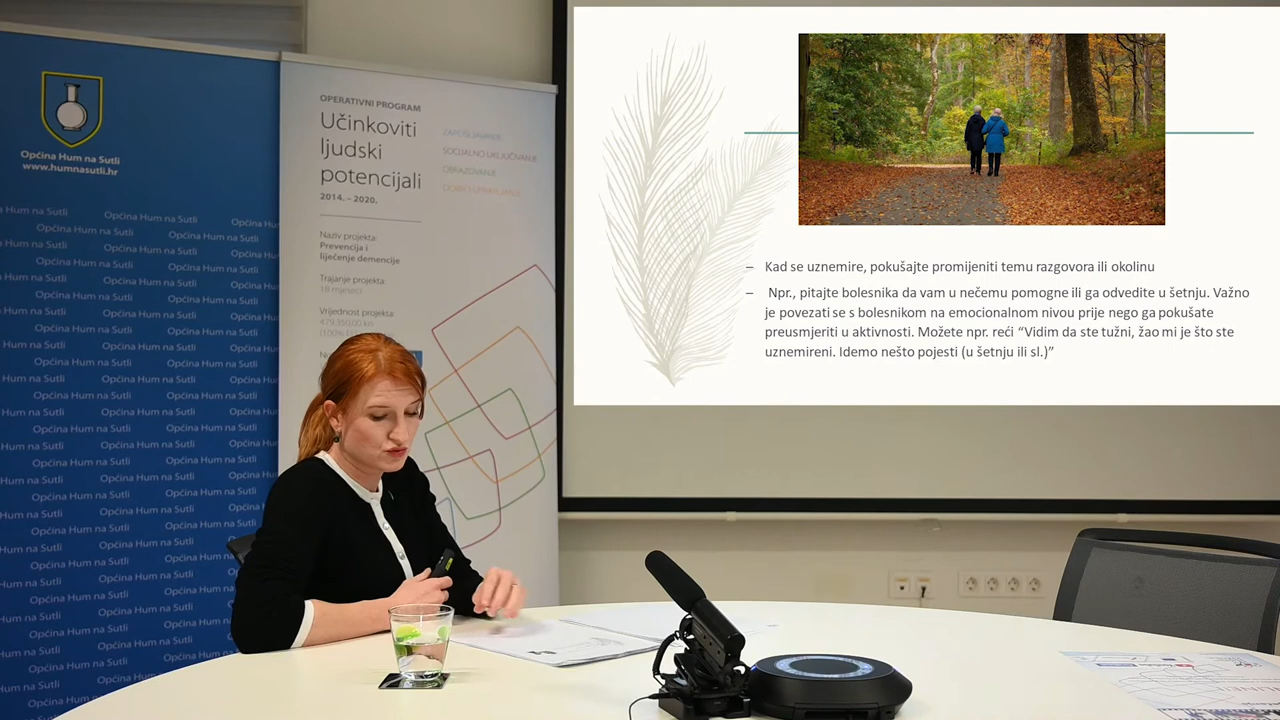 Općina Hum na Sutli
www.humnasutli.hr
OPERATIVNI PROGRAM
Učinkoviti
ljudski
potencijali
2014. – 2020.
ZAPOŠLJAVANJE
SOCIJALNO UKLJUČIVANJE
OBRAZOVANJE
DOBRO UPRAVLJANJE
Naziv projekta:
Prevencija i
liječenje demencije
Trajanje projekta:
18 mjeseci
Vrijednost projekta:
479.350,00 kn
– Kad se uznemire, pokušajte promijeniti temu razgovora ili okolinu
– Npr., pitajte bolesnika da vam u nečemu pomogne ili ga odvedite u šetnju. Važno
je povezati se s bolesnikom na emocionalnom nivou prije nego ga pokušate
preusmjeriti u aktivnosti. Možete npr. reći “Vidim da ste tužni, žao mi je što ste
uznemireni. Idemo nešto pojesti (u šetnju ili sl.)”